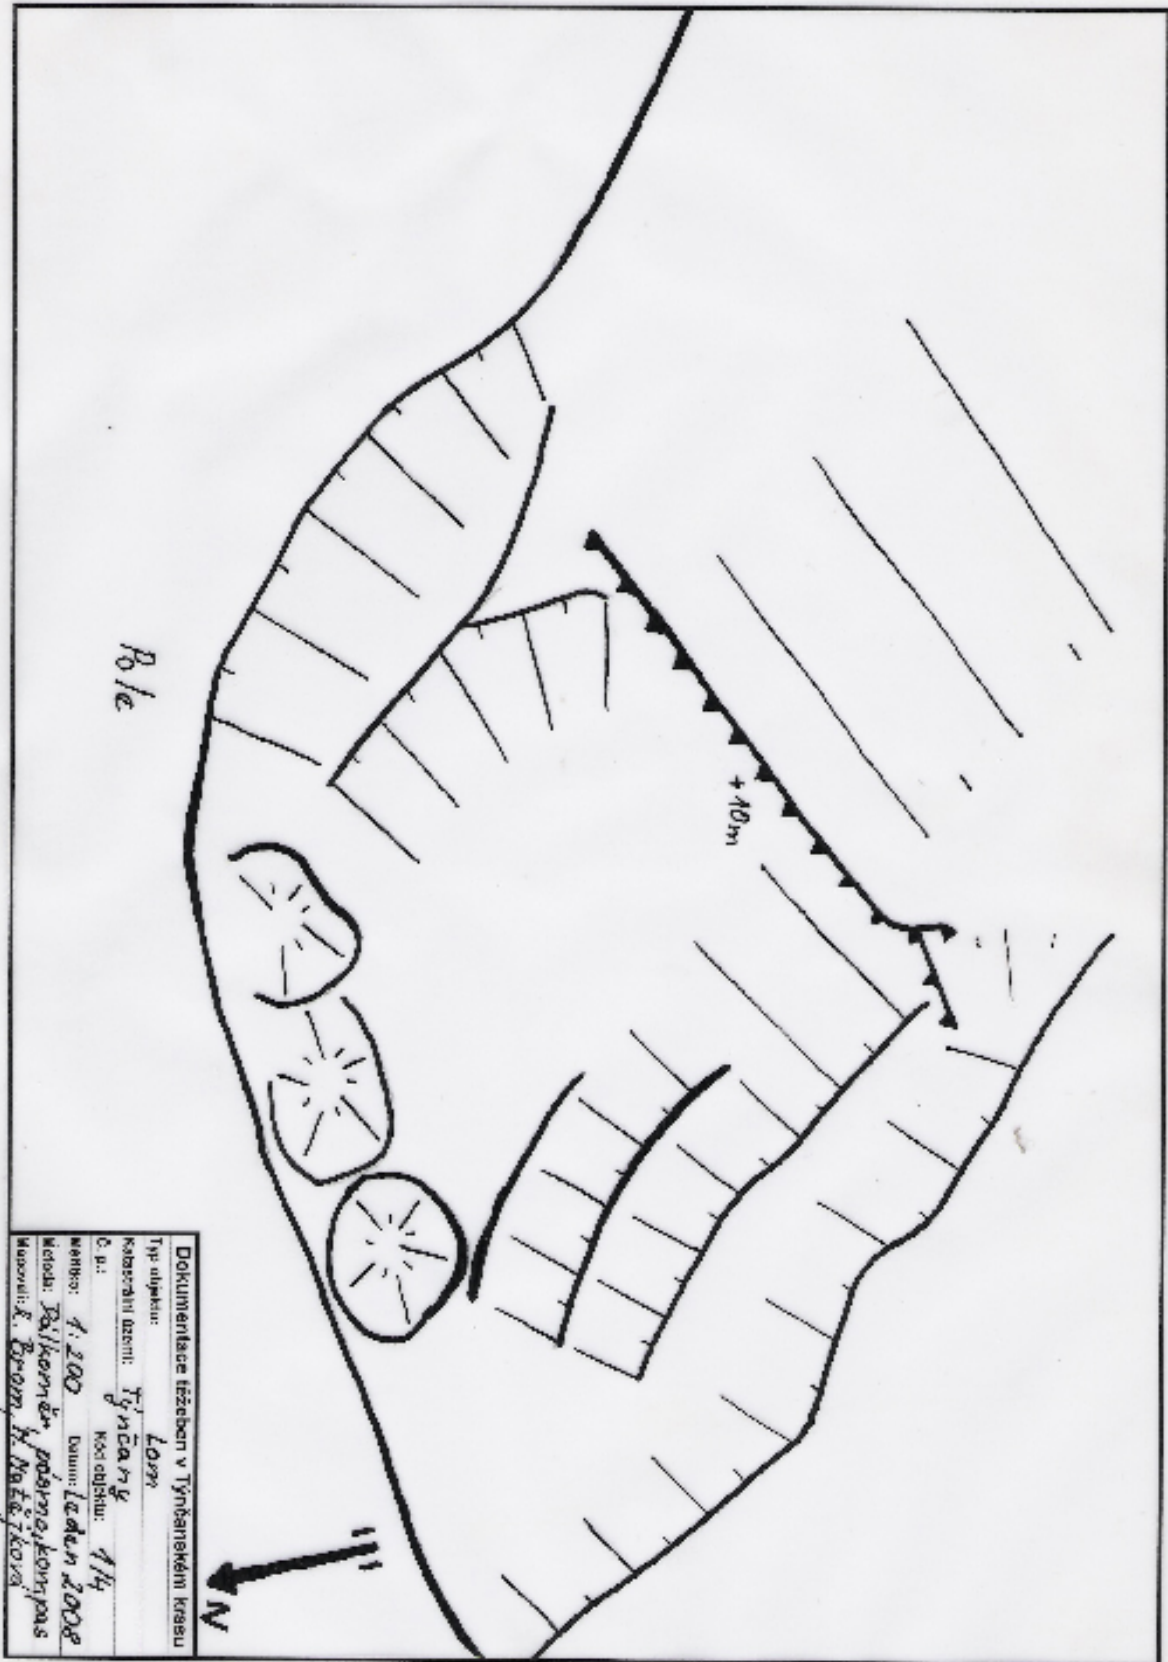 Pole
+10m
N
Dokumentace těžeben v Týnčanském krasu
Typ objektu: Lom
Katastrální území: Týnčany
Č. p.: Kód objektu: 1/4
Měřítko: 1:200 Datum: leden 2008
Metoda: Dálkoměr, pásmo, kompas
Mapovali: R. Brom, M.